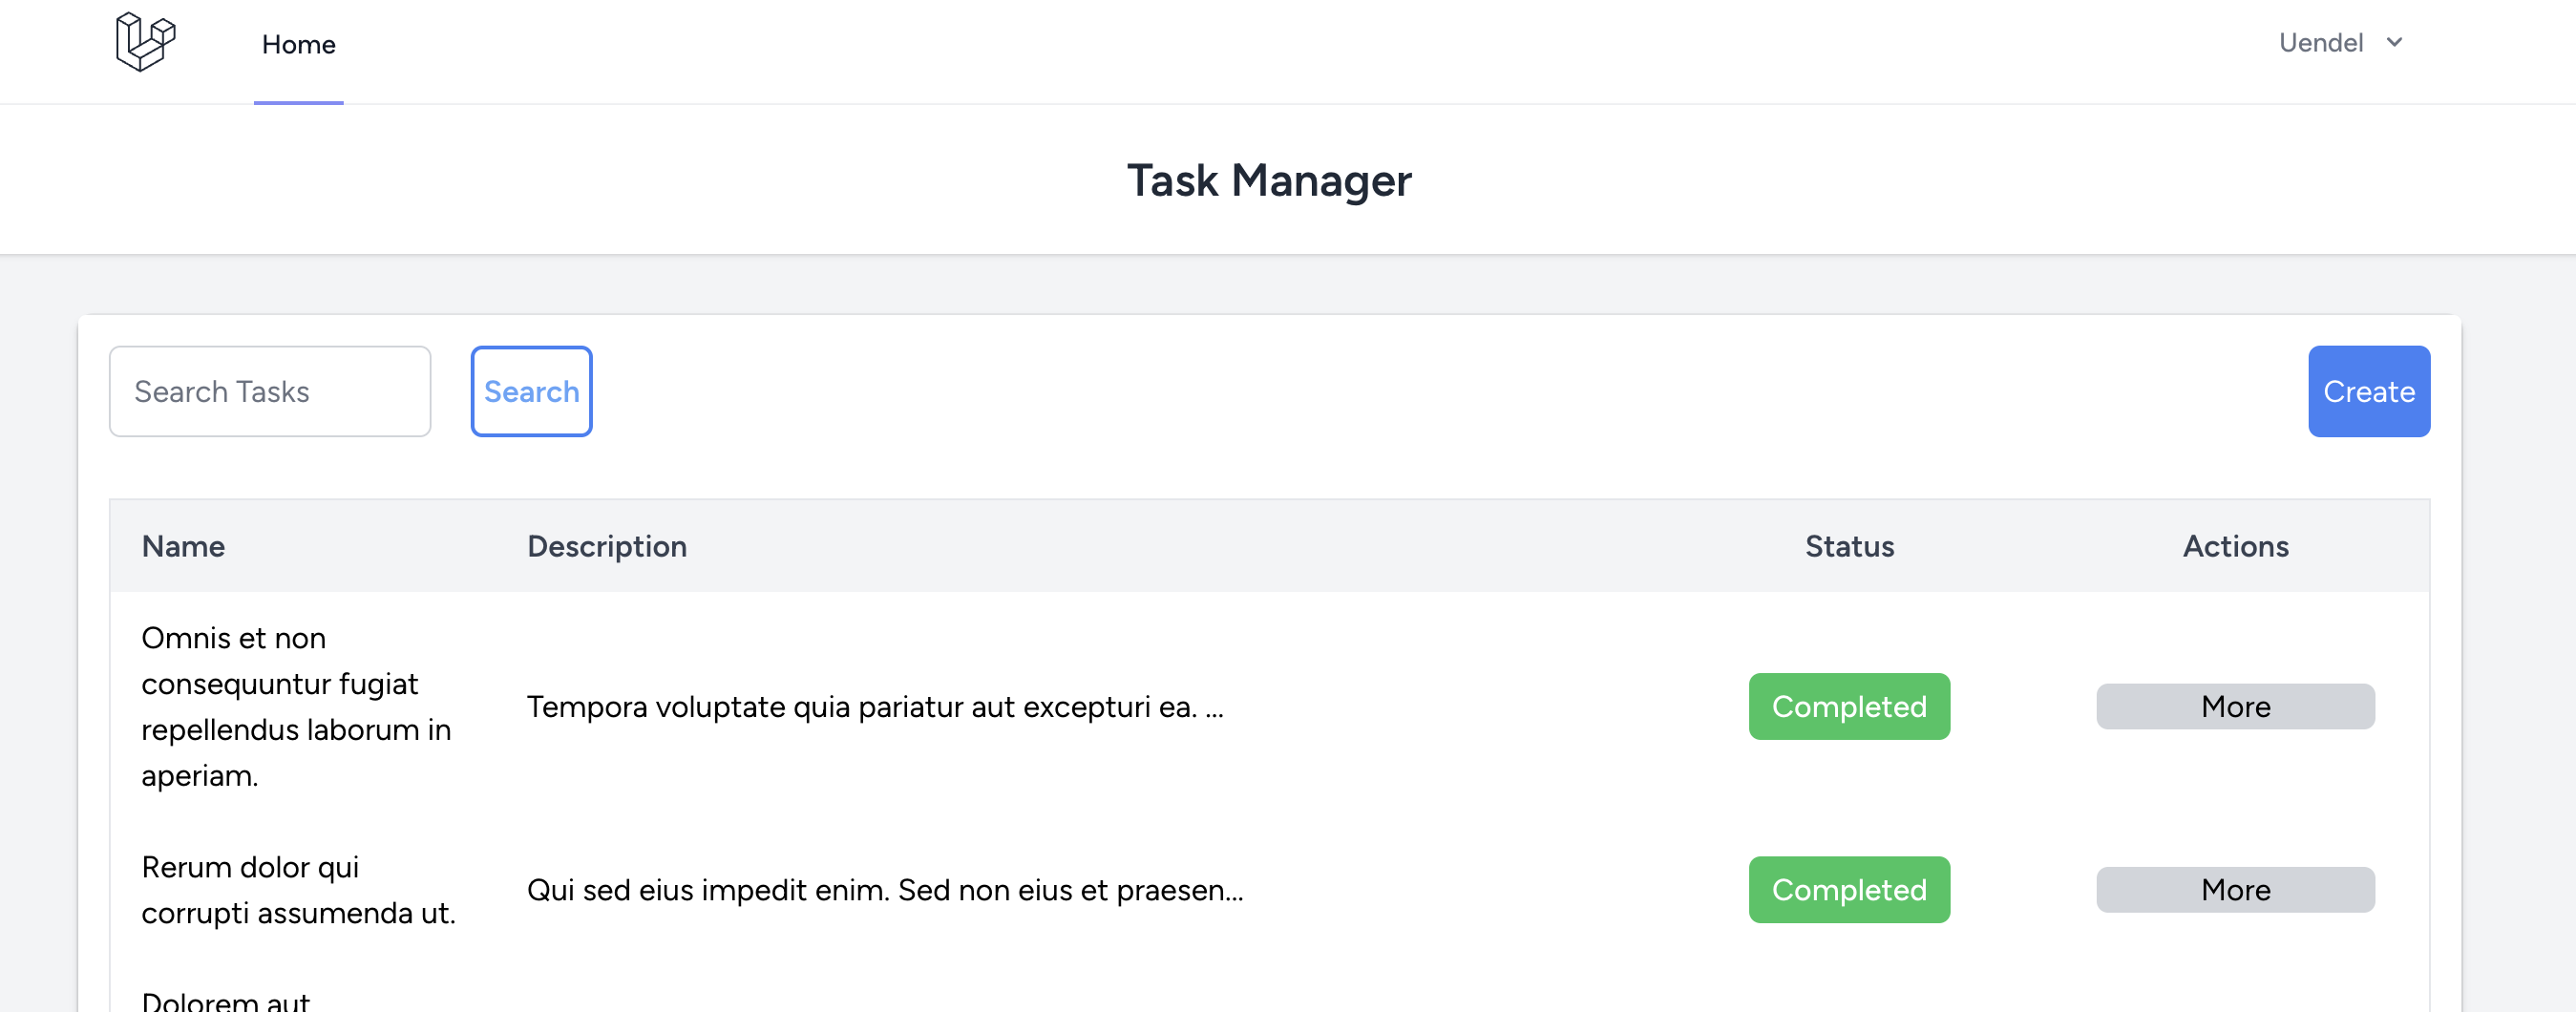 Home
Uendel
Task Manager
Search Tasks
Search
Create
Name
Description
Status
Actions
Omnis et non
consequuntur fugiat
repellendus laborum in
aperiam.
Tempora voluptate quia pariatur aut excepturi ea. ...
Completed
More
Rerum dolor qui
corrupti assumenda ut.
Qui sed eius impedit enim. Sed non eius et praesen...
Completed
More
Dolorem aut